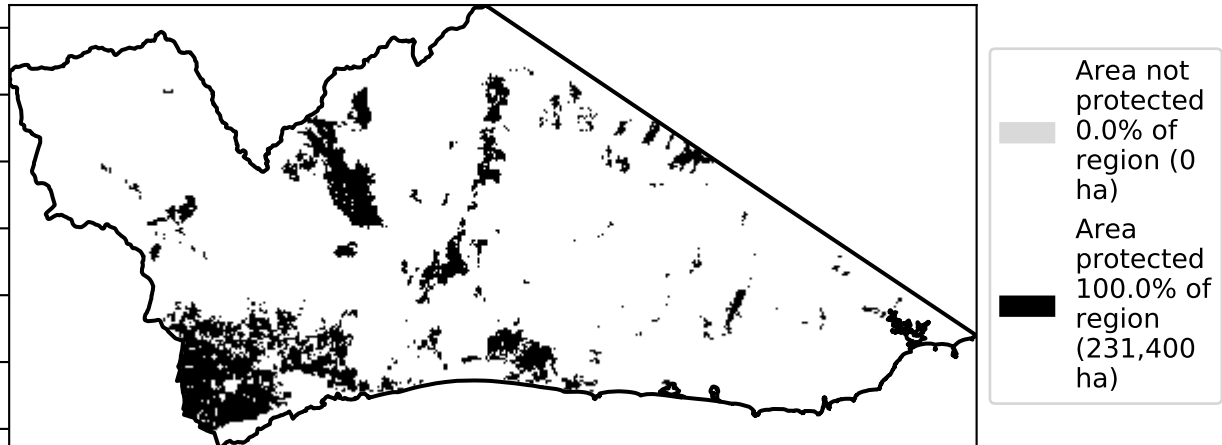 Area not
protected
0.0% of
region (0
ha)
Area
protected
100.0% of
region
(231,400
ha)